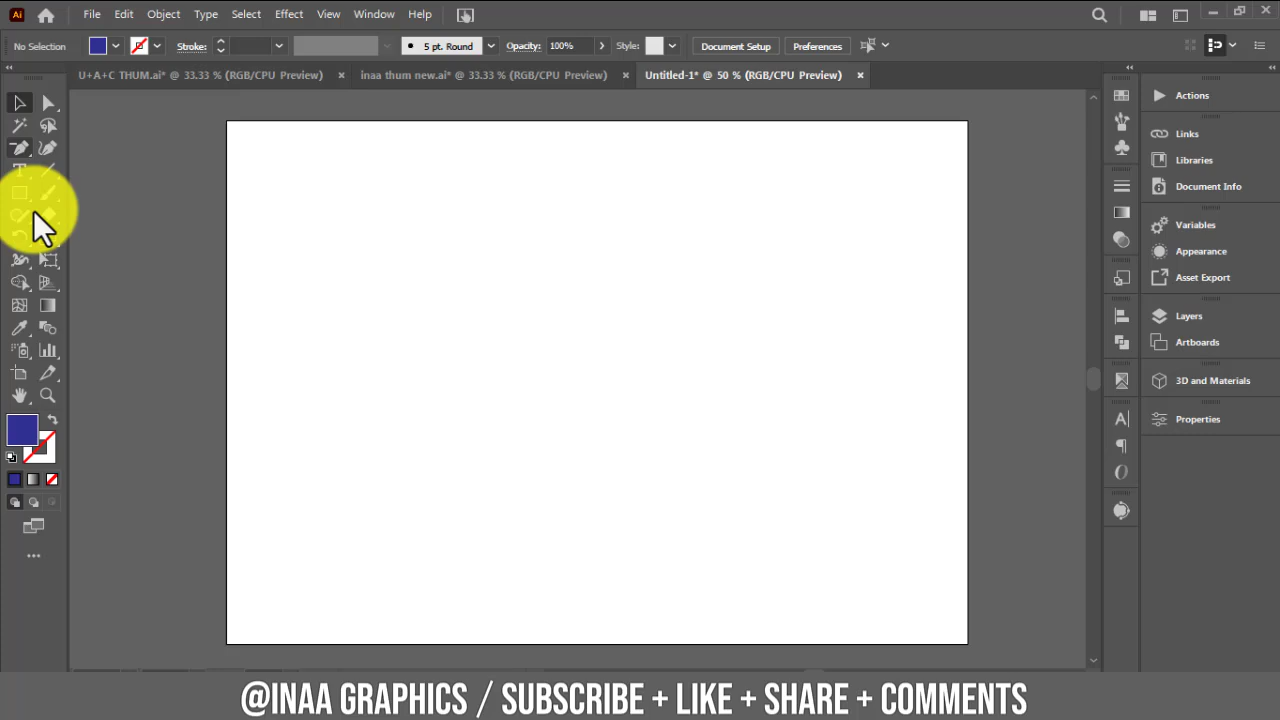 Ai File Edit Object Type Select Effect View Window Help
No Selection Stroke: 5 pt. Round Opacity: 100% Style: Document Setup Preferences
U+A+C THUM.ai* @ 33.33 % (RGB/CPU Preview) × inaa thum new.ai* @ 33.33 % (RGB/CPU Preview) × Untitled-1* @ 50 % (RGB/CPU Preview) ×
Actions
Links
Libraries
Document Info
Variables
Appearance
Asset Export
Layers
Artboards
3D and Materials
Properties
@INAA GRAPHICS / SUBSCRIBE + LIKE + SHARE + COMMENTS